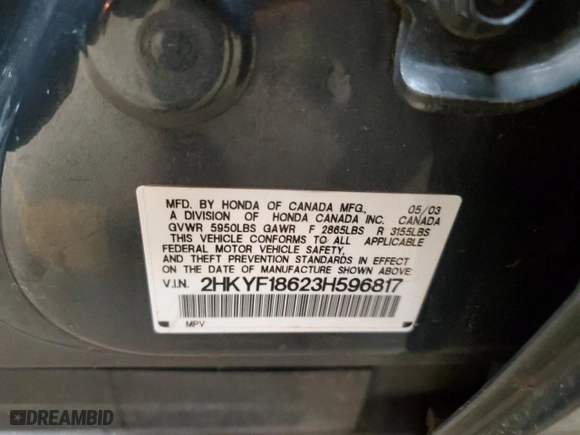 MFD. BY HONDA OF CANADA MFG., 05/03
A DIVISION OF HONDA CANADA INC. CANADA
GVWR 5950LBS GAWR F 2865LBS R 3155LBS
THIS VEHICLE CONFORMS TO ALL APPLICABLE
FEDERAL MOTOR VEHICLE SAFETY,
AND THEFT PREVENTION STANDARDS IN EFFECT
ON THE DATE OF MANUFACTURE SHOWN ABOVE.
V.I.N. 2HKYF18623H596817
MPV
DREAMBID